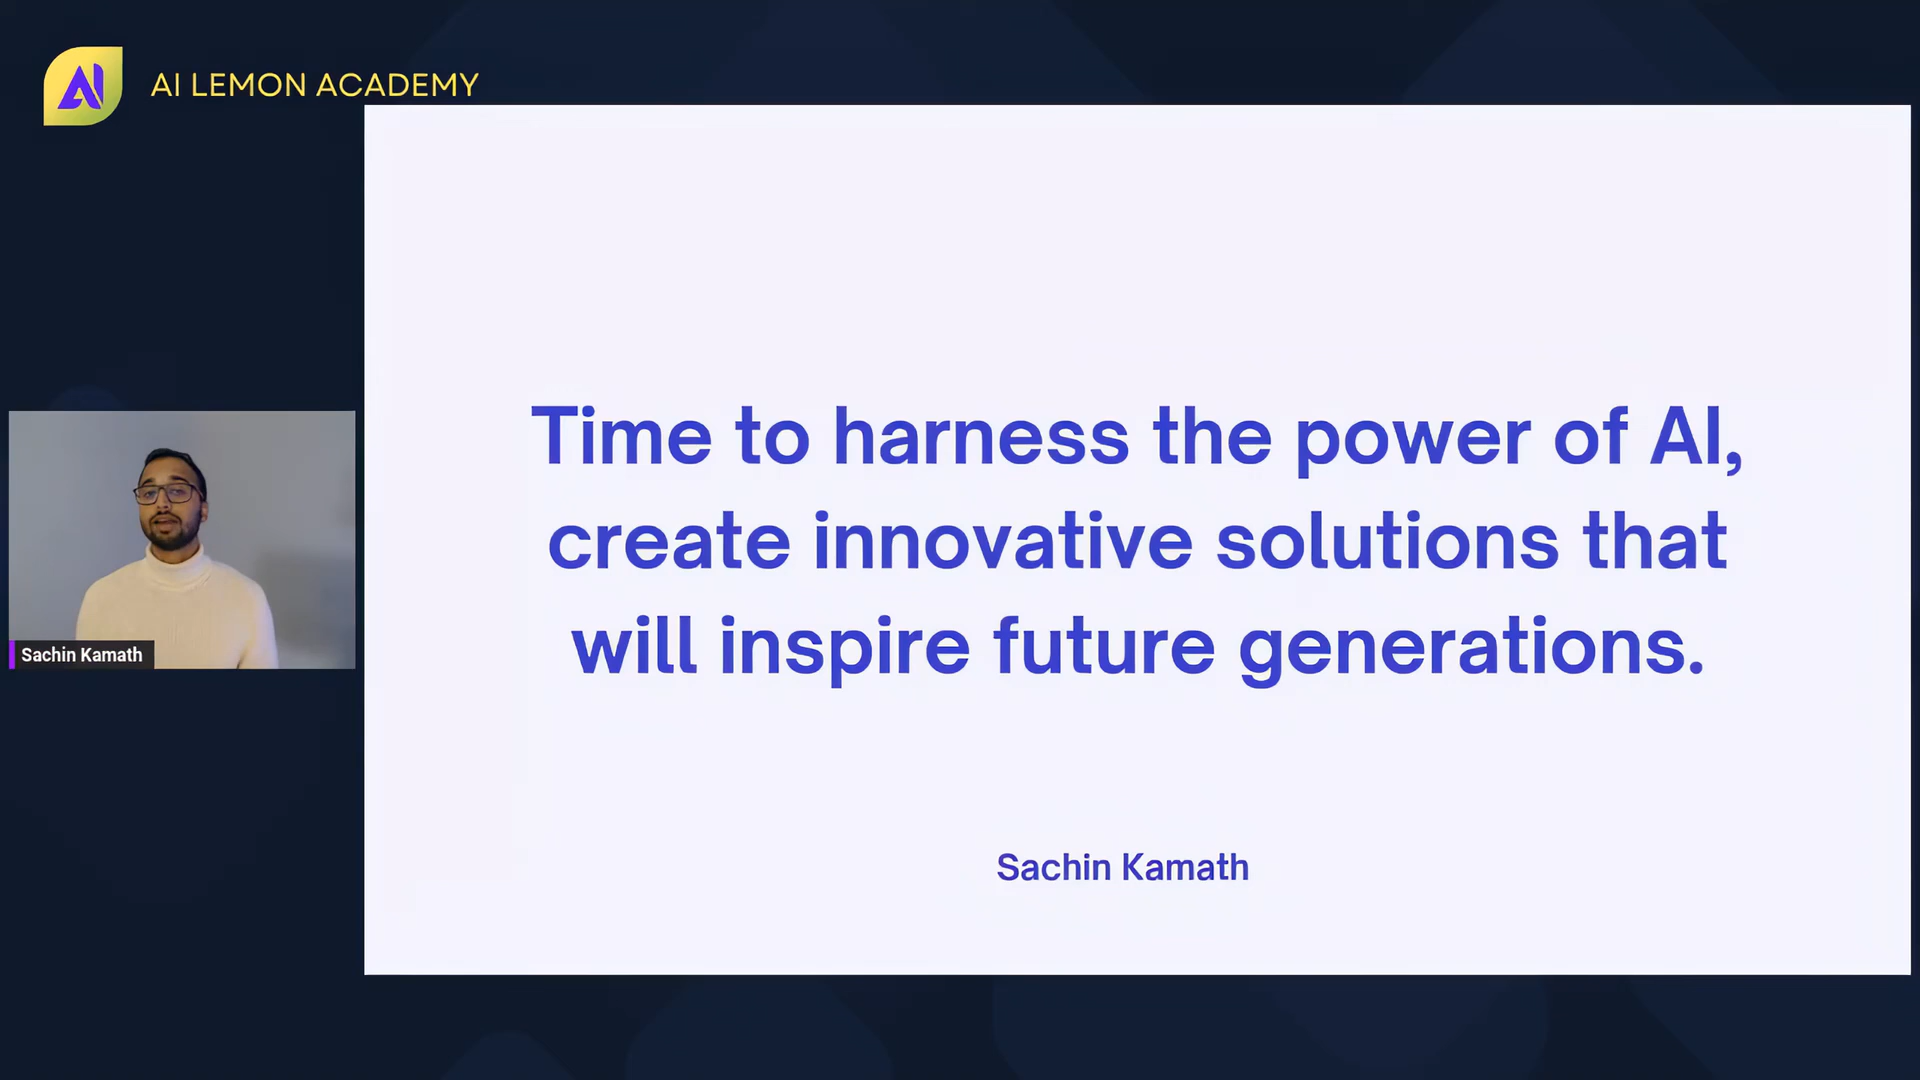 AI LEMON ACADEMY
Time to harness the power of AI,
create innovative solutions that
will inspire future generations.
Sachin Kamath
Sachin Kamath